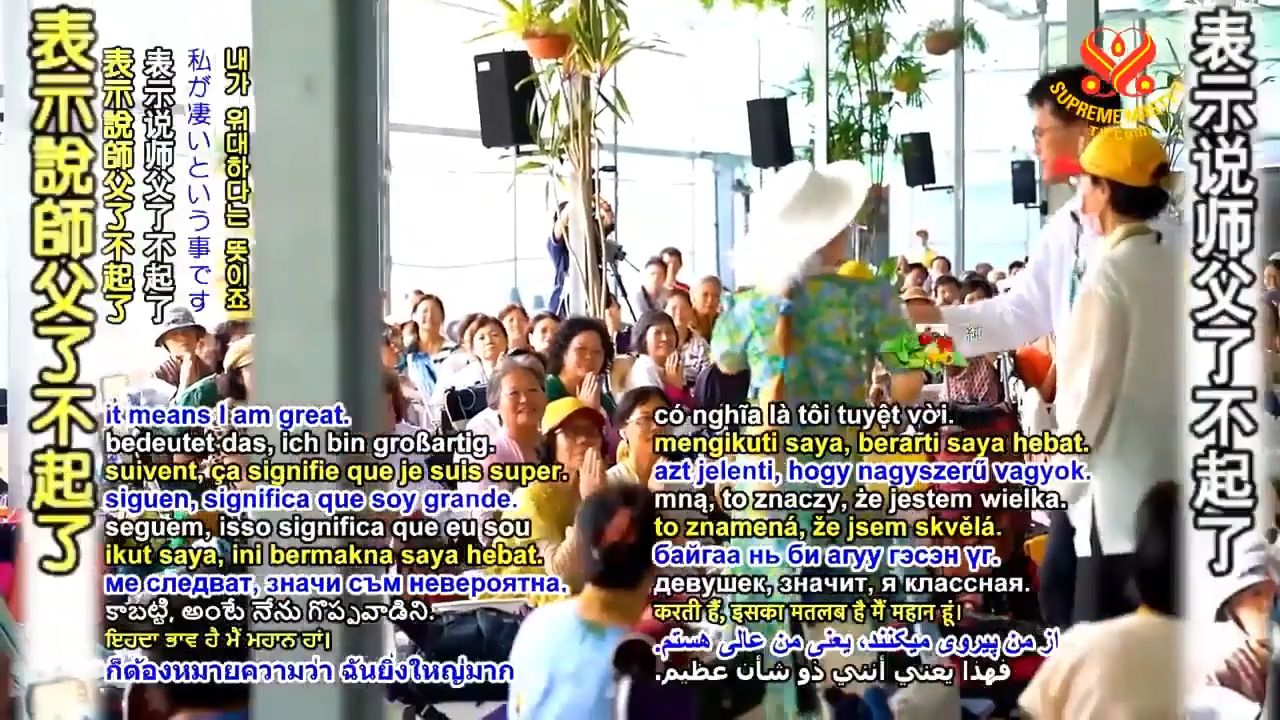 表示說師父了不起了
表示說師父了不起了
表示说师父了不起了
私が凄いという事です
내가 위대하다는 뜻이죠
表示说师父了不起了
SUPREME MASTER
it means I am great.
bedeutet das, ich bin großartig.
suivent, ça signifie que je suis super.
siguen, significa que soy grande.
seguem, isso significa que eu sou
ikut saya, ini bermakna saya hebat.
ме следват, значи съм невероятна.
కాబట్టి, అంటే నేను గొప్పవాడిని.
ਇਹਦਾ ਭਾਵ ਹੈ ਮੈਂ ਮਹਾਨ ਹਾਂ।
ก็ต้องหมายความว่า ฉันยิ่งใหญ่มาก
có nghĩa là tôi tuyệt vời.
mengikuti saya, berarti saya hebat.
azt jelenti, hogy nagyszerű vagyok.
mną, to znaczy, że jestem wielka.
to znamená, že jsem skvělá.
байгаа нь би агуу гэсэн үг.
девушек, значит, я классная.
करती हैं, इसका मतलब है मैं महान हूं।
از من پیروی میکنند، یعنی من عالی هستم.
فهذا يعني أنني ذو شأن عظيم.
純